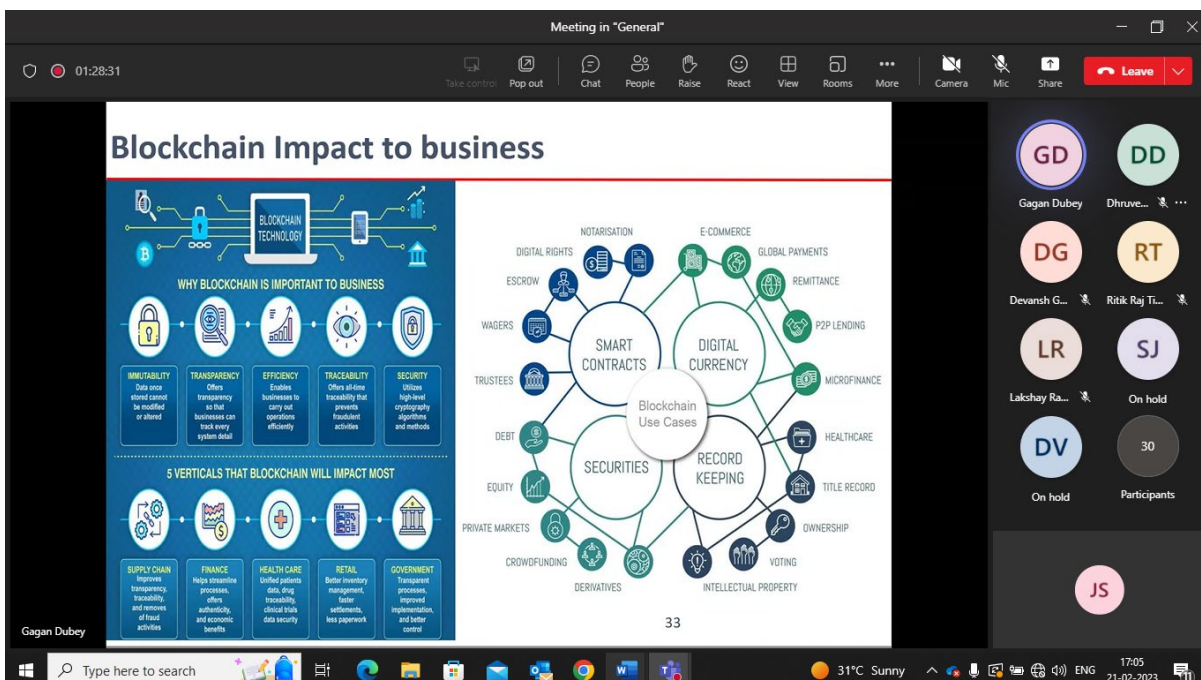 Meeting in "General"
01:28:31
Take control
Pop out
Chat
People
Raise
React
View
Rooms
More
Camera
Mic
Share
Leave
Blockchain Impact to business
BLOCKCHAIN
TECHNOLOGY
WHY BLOCKCHAIN IS IMPORTANT TO BUSINESS
IMMUTABILITY
Data once
stored cannot
be modified
or altered
TRANSPARENCY
Offers
transparency
so that
businesses can
track every
system detail
EFFICIENCY
Enables
businesses to
carry out
operations
efficiently
TRACEABILITY
Offers all-time
traceability that
prevents
fraudulent
activities
SECURITY
Utilizes
high-level
cryptography
algorithms
and methods
5 VERTICALS THAT BLOCKCHAIN WILL IMPACT MOST
SUPPLY CHAIN
Improves
transparency,
traceability,
and removes
of fraud
activities
FINANCE
Helps streamline
processes,
offers
authenticity,
and economic
benefits
HEALTH CARE
Unified patients
data, drug
traceability,
clinical trials
data security
RETAIL
Better inventory
management,
faster
settlements,
less paperwork
GOVERNMENT
Transparent
processes,
improved
implementation,
and better
control
NOTARISATION
DIGITAL RIGHTS
ESCROW
WAGERS
TRUSTEES
DEBT
EQUITY
PRIVATE MARKETS
CROWDFUNDING
DERIVATIVES
E-COMMERCE
GLOBAL PAYMENTS
REMITTANCE
P2P LENDING
MICROFINANCE
HEALTHCARE
TITLE RECORD
OWNERSHIP
VOTING
INTELLECTUAL PROPERTY
SMART
CONTRACTS
DIGITAL
CURRENCY
Blockchain
Use Cases
SECURITIES
RECORD
KEEPING
33
Gagan Dubey
GD
Gagan Dubey
DD
Dhruve...
DG
Devansh G...
RT
Ritik Raj Ti...
LR
Lakshay Ra...
SJ
On hold
DV
On hold
30
Participants
JS
Type here to search
31°C Sunny
ENG
17:05
21-02-2023